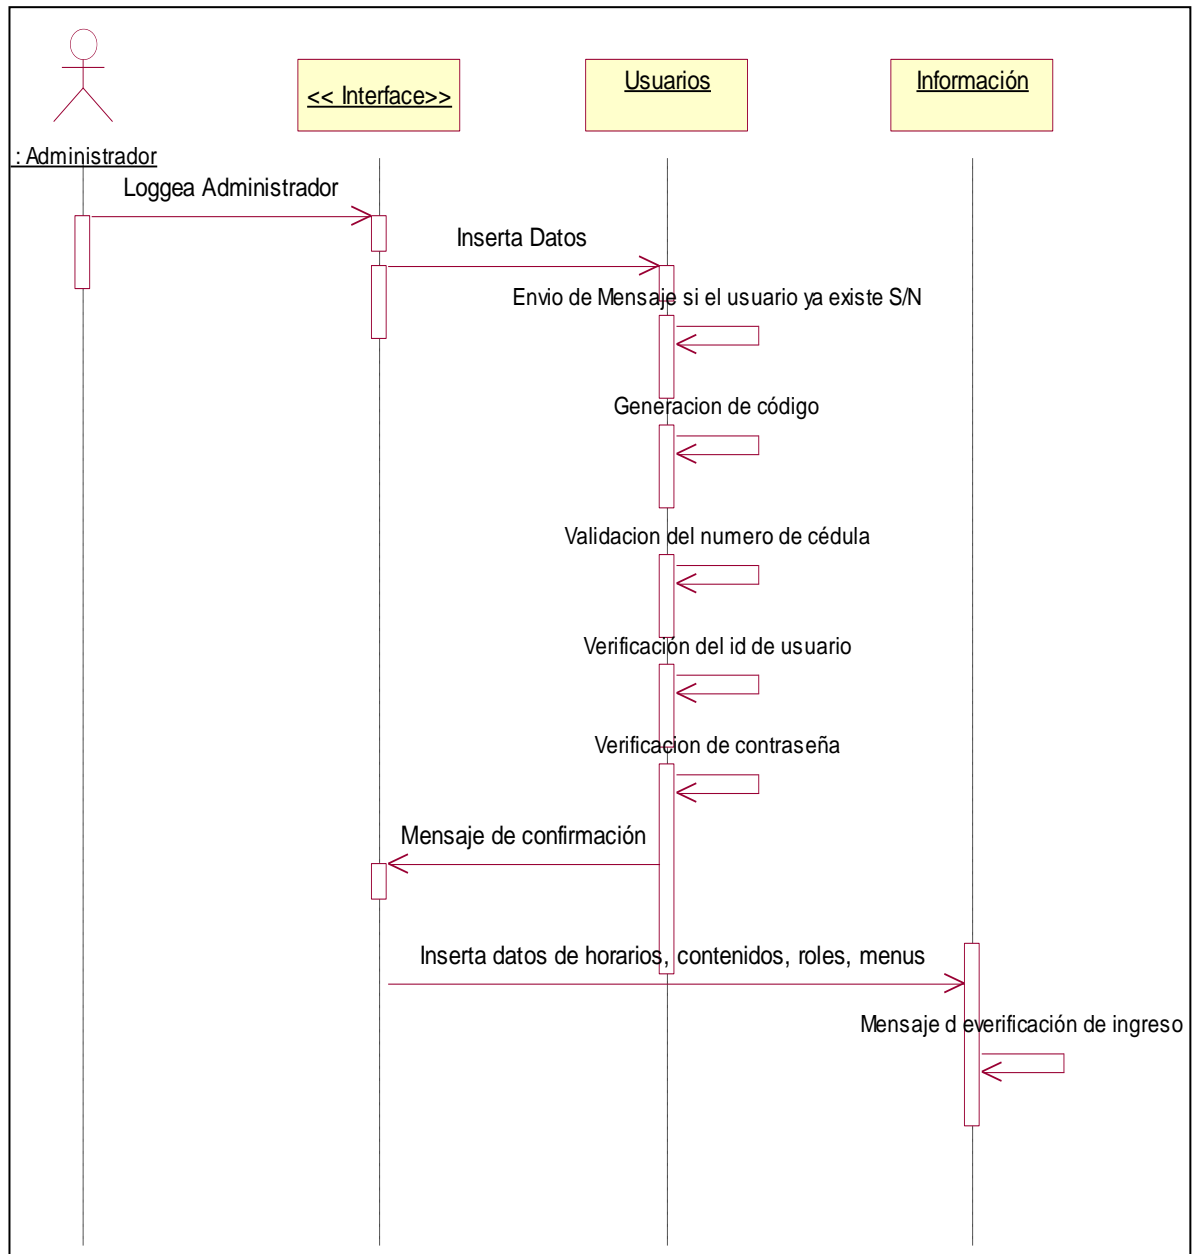 << Interface>>
Usuarios
Información
: Administrador
Loggea Administrador
Inserta Datos
Envio de Mensaje si el usuario ya existe S/N
Generacion de código
Validacion del numero de cédula
Verificación del id de usuario
Verificacion de contraseña
Mensaje de confirmación
Inserta datos de horarios, contenidos, roles, menus
Mensaje d everificación de ingreso